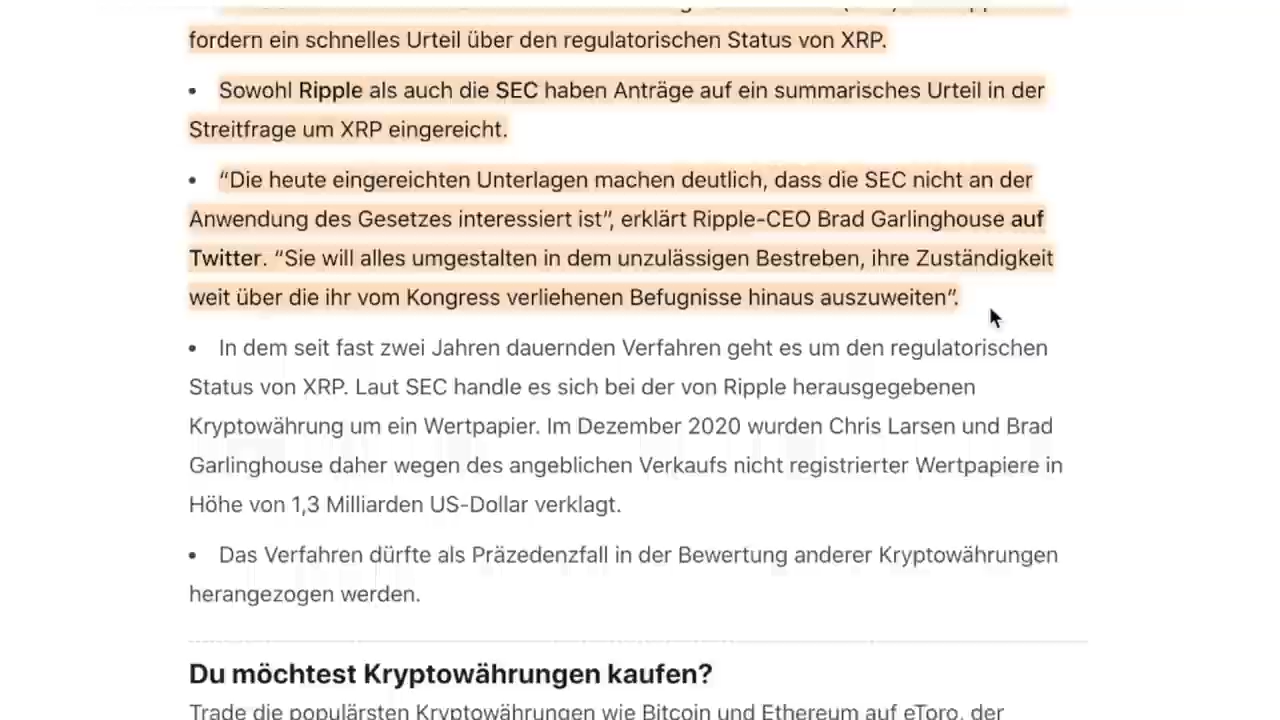 fordern ein schnelles Urteil über den regulatorischen Status von XRP.
• Sowohl Ripple als auch die SEC haben Anträge auf ein summarisches Urteil in der
Streitfrage um XRP eingereicht.
• “Die heute eingereichten Unterlagen machen deutlich, dass die SEC nicht an der
Anwendung des Gesetzes interessiert ist”, erklärt Ripple-CEO Brad Garlinghouse auf
Twitter. “Sie will alles umgestalten in dem unzulässigen Bestreben, ihre Zuständigkeit
weit über die ihr vom Kongress verliehenen Befugnisse hinaus auszuweiten”.
• In dem seit fast zwei Jahren dauernden Verfahren geht es um den regulatorischen
Status von XRP. Laut SEC handle es sich bei der von Ripple herausgegebenen
Kryptowährung um ein Wertpapier. Im Dezember 2020 wurden Chris Larsen und Brad
Garlinghouse daher wegen des angeblichen Verkaufs nicht registrierter Wertpapiere in
Höhe von 1,3 Milliarden US-Dollar verklagt.
• Das Verfahren dürfte als Präzedenzfall in der Bewertung anderer Kryptowährungen
herangezogen werden.
Du möchtest Kryptowährungen kaufen?
Trade die populärsten Kryptowährungen wie Bitcoin und Ethereum auf eToro, der